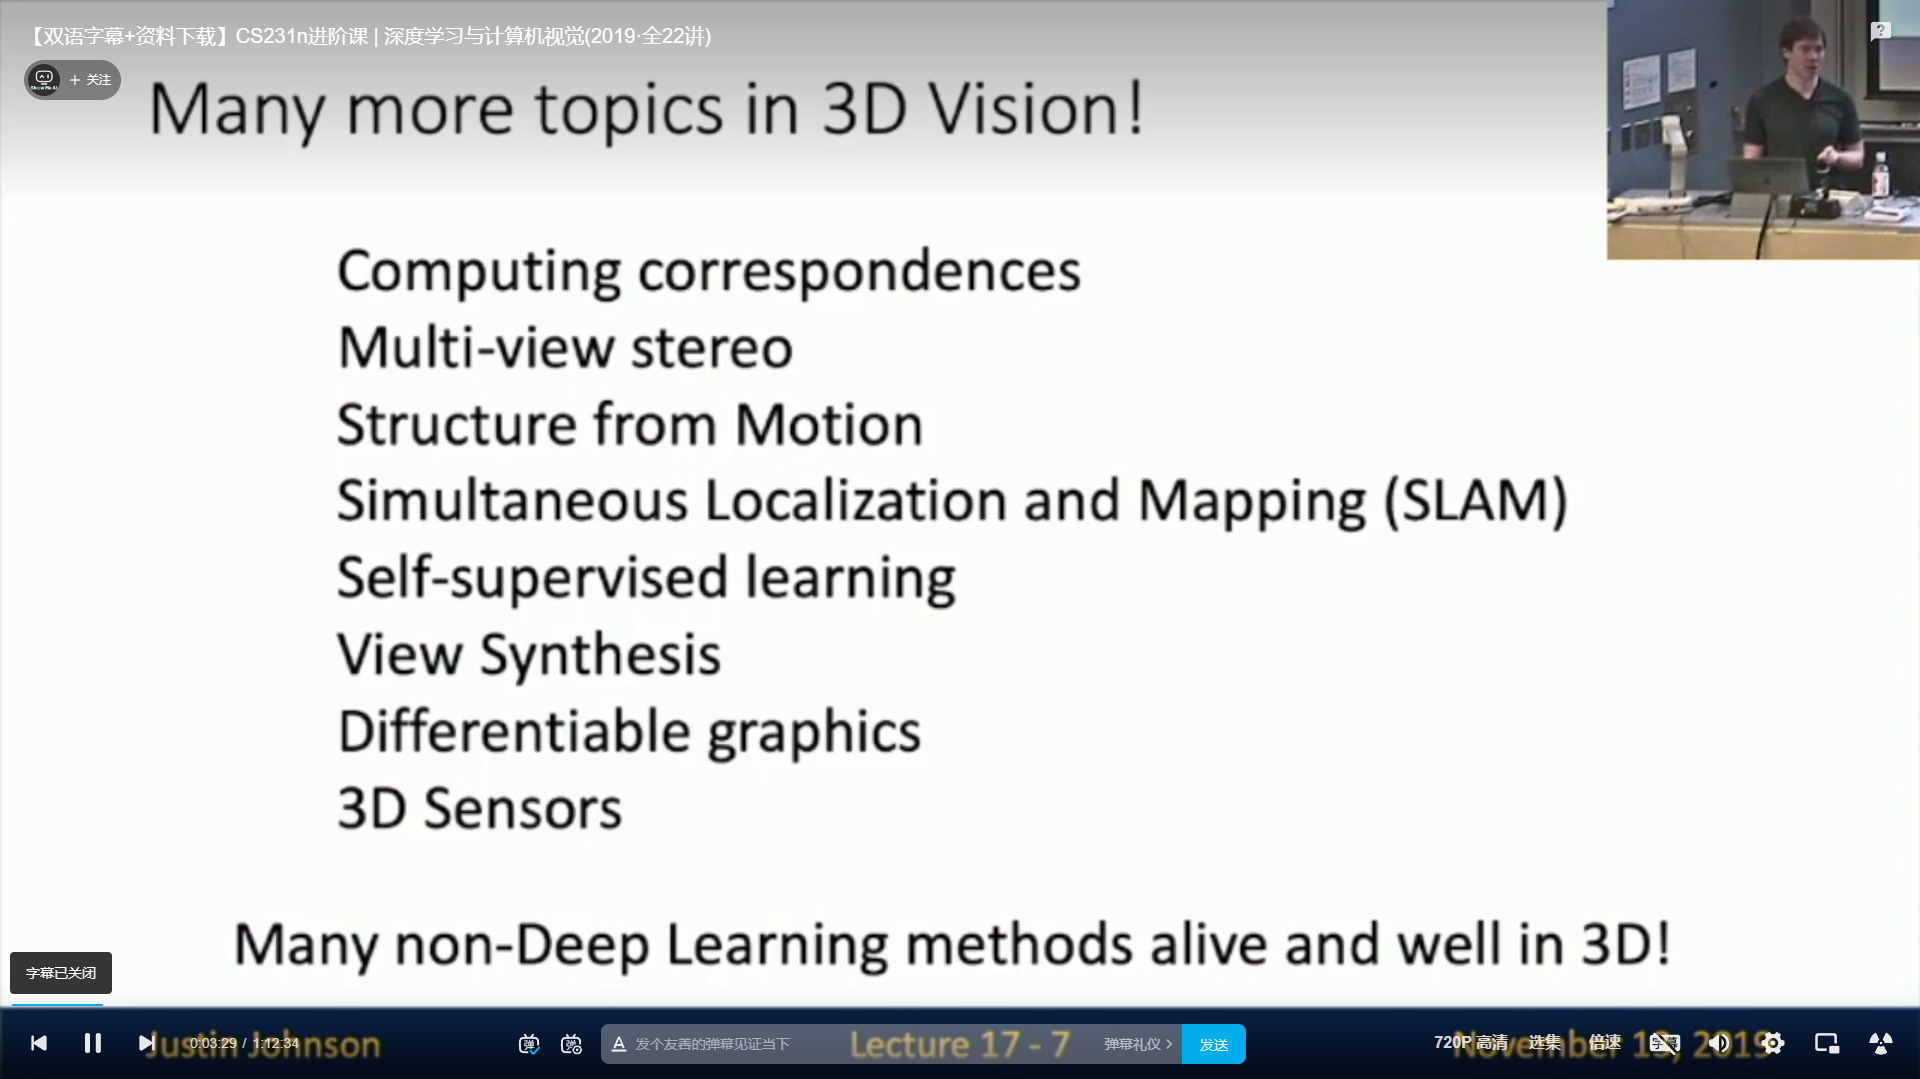 【双语字幕+资料下载】CS231n进阶课 | 深度学习与计算机视觉(2019·全22讲)
+ 关注
Many more topics in 3D Vision!
Computing correspondences
Multi-view stereo
Structure from Motion
Simultaneous Localization and Mapping (SLAM)
Self-supervised learning
View Synthesis
Differentiable graphics
3D Sensors
Many non-Deep Learning methods alive and well in 3D!
字幕已关闭
Justin Johnson
0:03:29 / 1:12:34
发个友善的弹幕见证当下
Lecture 17 - 7
弹幕礼仪
发送
720P 高清
选集
倍速
字幕
November 2019